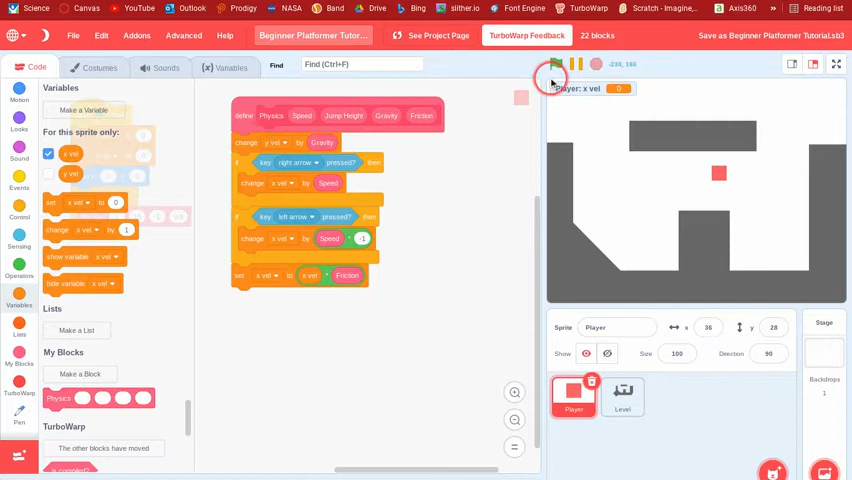 Science Canvas YouTube Outlook Prodigy NASA Band Drive Bing slither.io Font Engine TurboWarp Scratch - Imagine,... Axis360 Reading list
File Edit Addons Advanced Help Beginner Platformer Tutor... See Project Page TurboWarp Feedback 22 blocks Save as Beginner Platformer Tutorial.sb3
Code Costumes Sounds Variables Find Find (Ctrl+F) -234, 166
Motion
Looks
Sound
Events
Control
Sensing
Operators
Variables
Lists
My Blocks
TurboWarp
Pen
Variables
Make a Variable
For this sprite only:
x vel
y vel
set x vel to 0
change x vel by 1
show variable x vel
hide variable x vel
Lists
Make a List
My Blocks
Make a Block
Physics
TurboWarp
The other blocks have moved
is compiled?
define Physics Speed Jump Height Gravity Friction
change y vel by Gravity
if key right arrow pressed? then
change x vel by Speed
if key left arrow pressed? then
change x vel by Speed * -1
set x vel to x vel * Friction
Player: x vel 0
Sprite Player x 36 y 28
Show Size 100 Direction 90
Player
Level
Stage
Backdrops
1